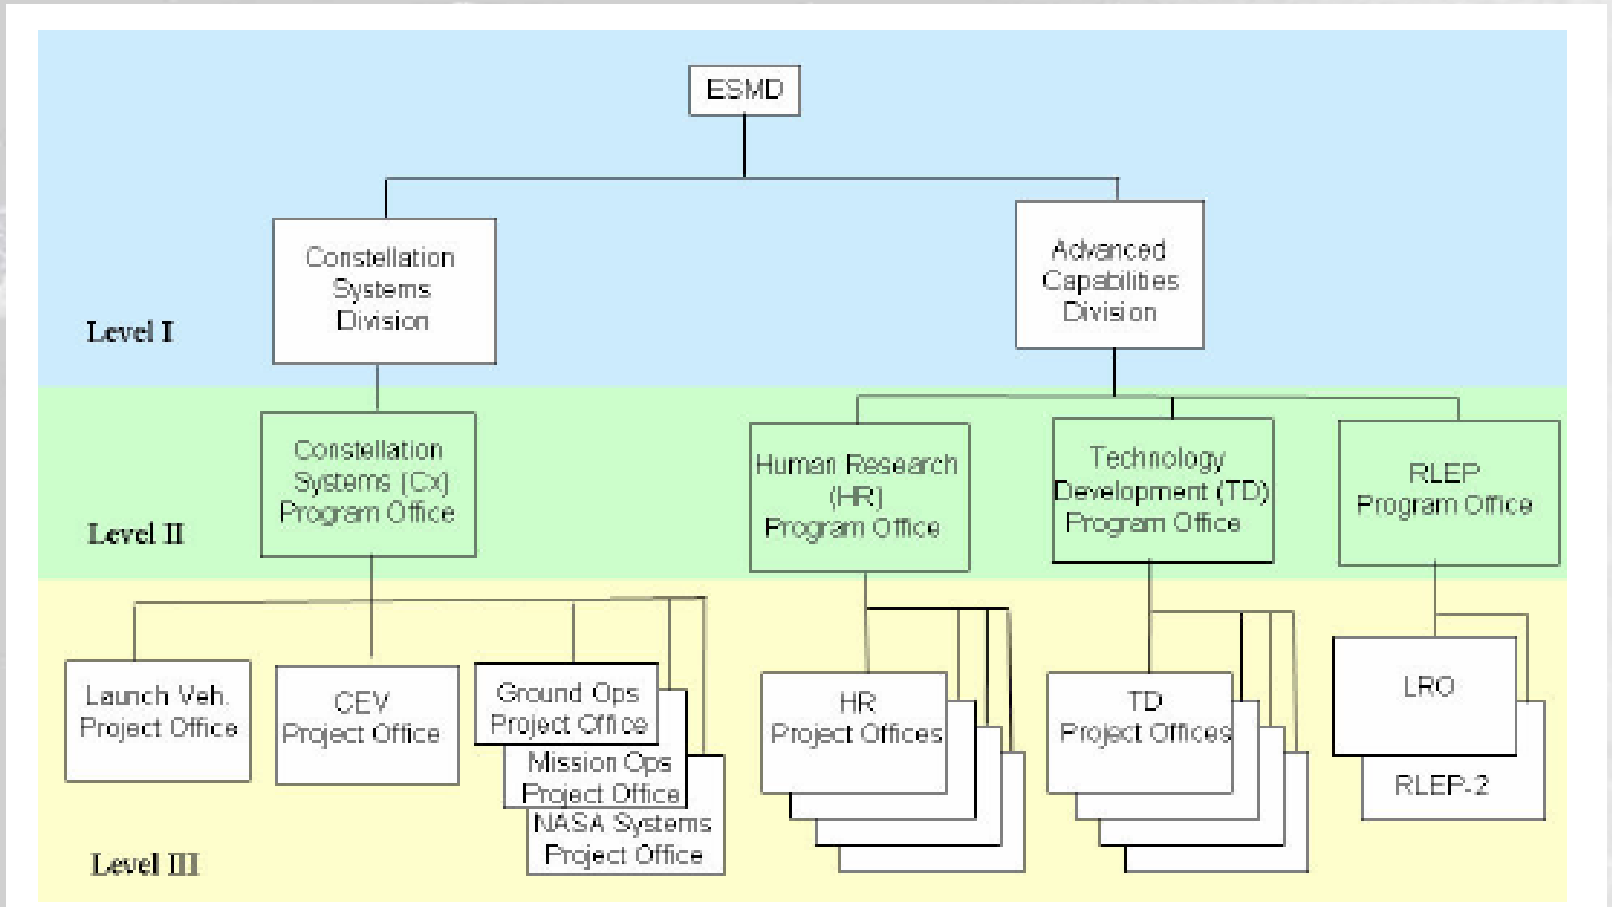 ESMD
Constellation
Systems
Division
Advanced
Capabilities
Division
Level I
Constellation
Systems (Cx)
Program Office
Human Research
(HR)
Program Office
Technology
Development (TD)
Program Office
RLEP
Program Office
Level II
Launch Veh.
Project Office
CEV
Project Office
Ground Ops
Project Office
Mission Ops
Project Office
NASA Systems
Project Office
HR
Project Offices
TD
Project Offices
LRO
RLEP-2
Level III